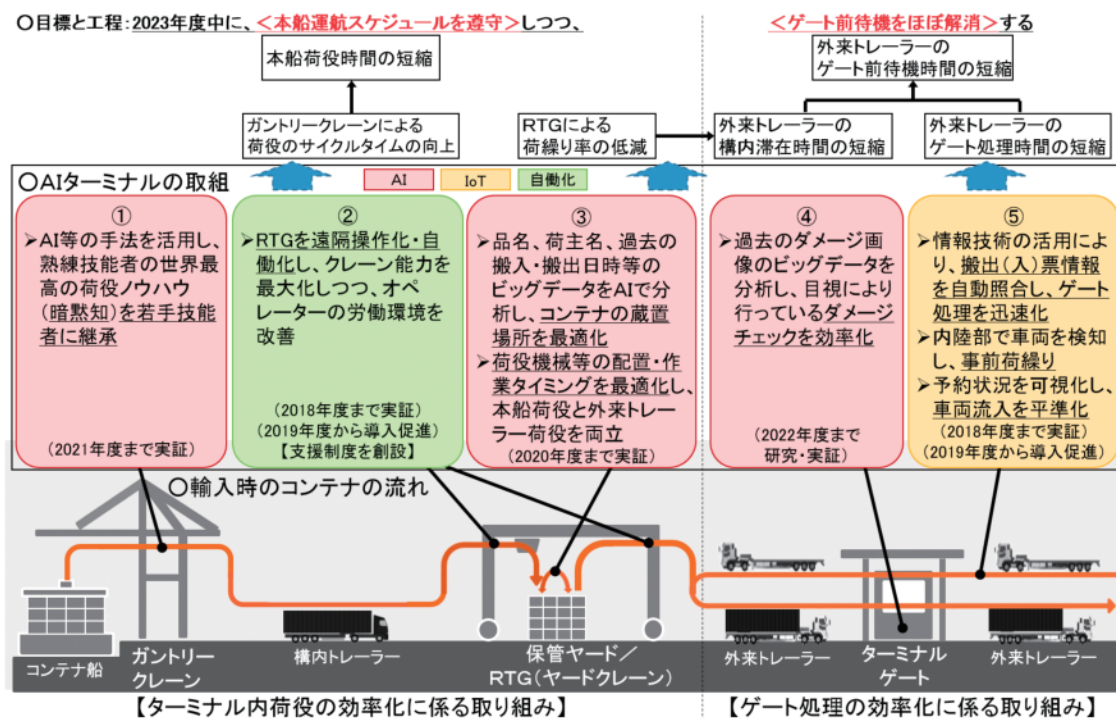 〇目標と工程:2023年度中に、<本船運航スケジュールを遵守>しつつ、
<ゲート前待機をほぼ解消>する
本船荷役時間の短縮
外来トレーラーの
ゲート前待機時間の短縮
ガントリークレーンによる
荷役のサイクルタイムの向上
RTGによる
荷繰り率の低減
外来トレーラーの
構内滞在時間の短縮
外来トレーラーの
ゲート処理時間の短縮
〇AIターミナルの取組
AI
IoT
自働化
①
➢AI等の手法を活用し、
熟練技能者の世界最
高の荷役ノウハウ
(暗黙知)を若手技能
者に継承
(2021年度まで実証)
②
➢RTGを遠隔操作化・自
働化し、クレーン能力を
最大化しつつ、オペ
レーターの労働環境を
改善
(2018年度まで実証)
(2019年度から導入促進)
【支援制度を創設】
③
➢品名、荷主名、過去の
搬入・搬出日時等の
ビッグデータをAIで分
析し、コンテナの蔵置
場所を最適化
➢荷役機械等の配置・作
業タイミングを最適化し、
本船荷役と外来トレー
ラー荷役を両立
(2020年度まで実証)
④
➢過去のダメージ画
像のビッグデータを
分析し、目視により
行っているダメージ
チェックを効率化
(2022年度まで
研究・実証)
⑤
➢情報技術の活用によ
り、搬出(入)票情報
を自動照合し、ゲート
処理を迅速化
➢内陸部で車両を検知
し、事前荷繰り
➢予約状況を可視化し、
車両流入を平準化
(2018年度まで実証)
(2019年度から導入促進)
〇輸入時のコンテナの流れ
コンテナ船
ガントリー
クレーン
構内トレーラー
保管ヤード/
RTG(ヤードクレーン)
外来トレーラー
ターミナル
ゲート
外来トレーラー
【ターミナル内荷役の効率化に係る取り組み】
【ゲート処理の効率化に係る取り組み】